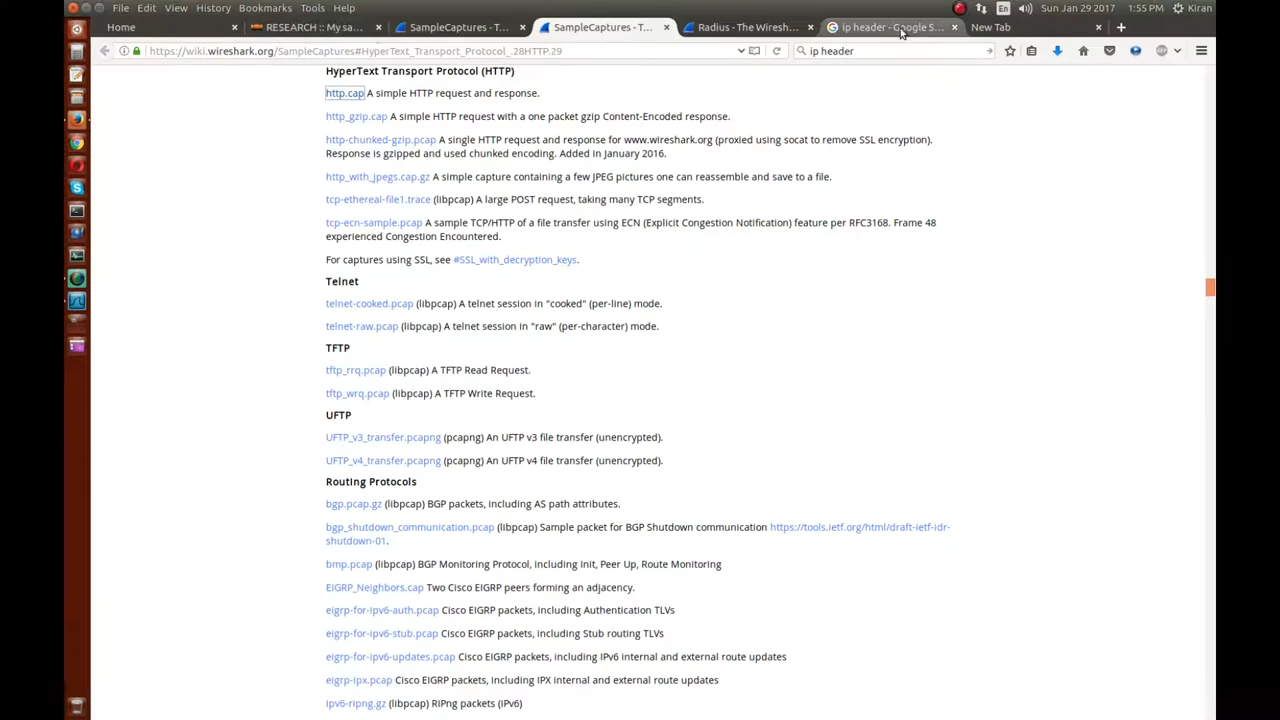 File Edit View History Bookmarks Tools Help
En
Sun Jan 29 2017
1:55 PM
Kiran
Home
RESEARCH :: My sa...
SampleCaptures - T...
SampleCaptures - T...
Radius - The Wiresh...
ip header - Google S...
New Tab
https://wiki.wireshark.org/SampleCaptures#HyperText_Transport_Protocol_.28HTTP.29
ip header
HyperText Transport Protocol (HTTP)
http.cap A simple HTTP request and response.
http_gzip.cap A simple HTTP request with a one packet gzip Content-Encoded response.
http-chunked-gzip.pcap A single HTTP request and response for www.wireshark.org (proxied using socat to remove SSL encryption).
Response is gzipped and used chunked encoding. Added in January 2016.
http_with_jpegs.cap.gz A simple capture containing a few JPEG pictures one can reassemble and save to a file.
tcp-ethereal-file1.trace (libpcap) A large POST request, taking many TCP segments.
tcp-ecn-sample.pcap A sample TCP/HTTP of a file transfer using ECN (Explicit Congestion Notification) feature per RFC3168. Frame 48
experienced Congestion Encountered.
For captures using SSL, see #SSL_with_decryption_keys.
Telnet
telnet-cooked.pcap (libpcap) A telnet session in "cooked" (per-line) mode.
telnet-raw.pcap (libpcap) A telnet session in "raw" (per-character) mode.
TFTP
tftp_rrq.pcap (libpcap) A TFTP Read Request.
tftp_wrq.pcap (libpcap) A TFTP Write Request.
UFTP
UFTP_v3_transfer.pcapng (pcapng) An UFTP v3 file transfer (unencrypted).
UFTP_v4_transfer.pcapng (pcapng) An UFTP v4 file transfer (unencrypted).
Routing Protocols
bgp.pcap.gz (libpcap) BGP packets, including AS path attributes.
bgp_shutdown_communication.pcap (libpcap) Sample packet for BGP Shutdown communication https://tools.ietf.org/html/draft-ietf-idr-
shutdown-01.
bmp.pcap (libpcap) BGP Monitoring Protocol, including Init, Peer Up, Route Monitoring
EIGRP_Neighbors.cap Two Cisco EIGRP peers forming an adjacency.
eigrp-for-ipv6-auth.pcap Cisco EIGRP packets, including Authentication TLVs
eigrp-for-ipv6-stub.pcap Cisco EIGRP packets, including Stub routing TLVs
eigrp-for-ipv6-updates.pcap Cisco EIGRP packets, including IPv6 internal and external route updates
eigrp-ipx.pcap Cisco EIGRP packets, including IPX internal and external route updates
ipv6-ripng.gz (libpcap) RIPng packets (IPv6)